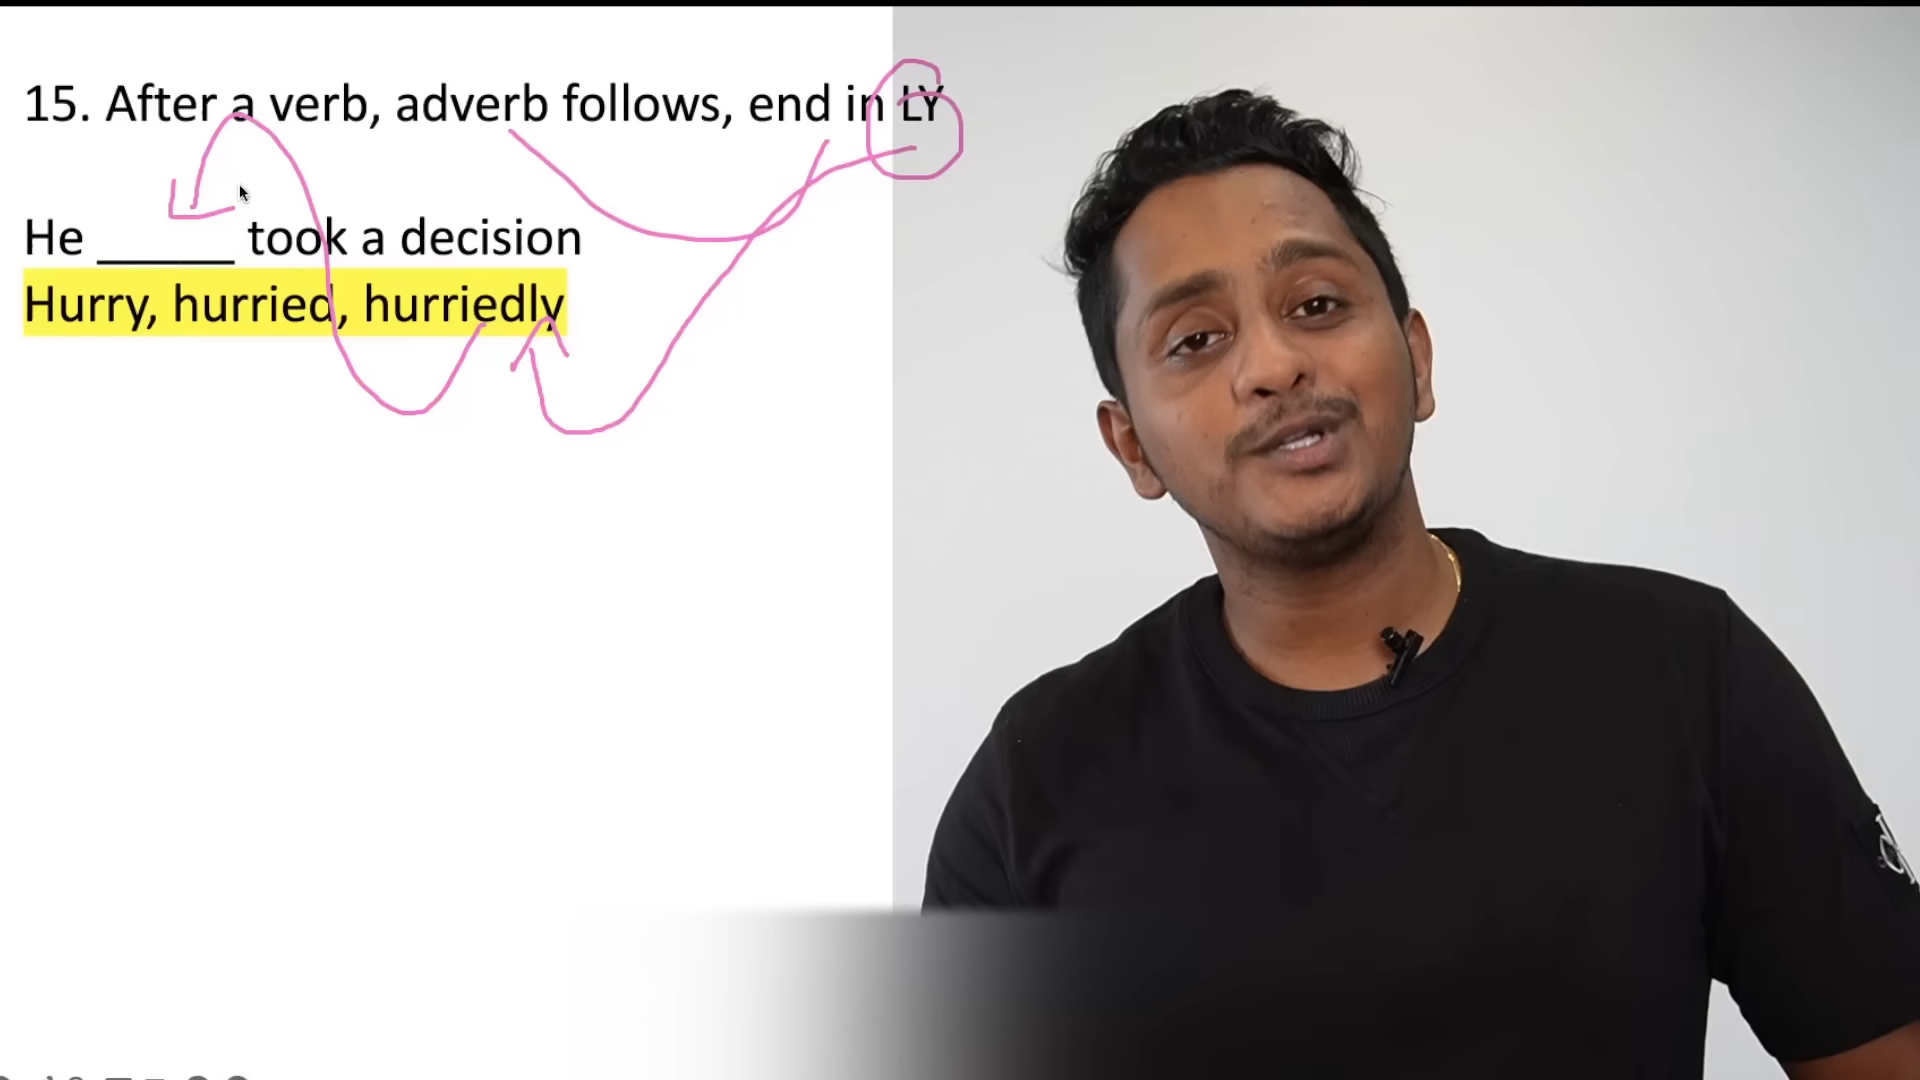 15. After a verb, adverb follows, end in LY
He ______ took a decision
Hurry, hurried, hurriedly